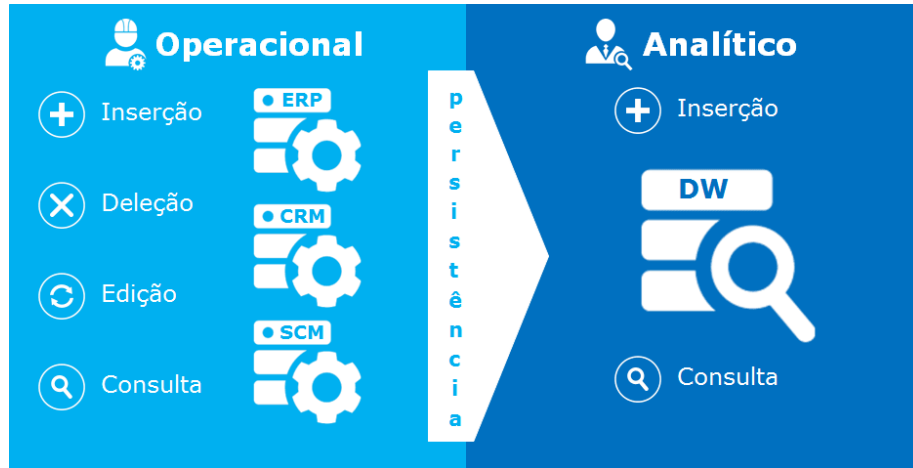 Operacional
Inserção
Deleção
Edição
Consulta
ERP
CRM
SCM
persistência
Analítico
Inserção
DW
Consulta